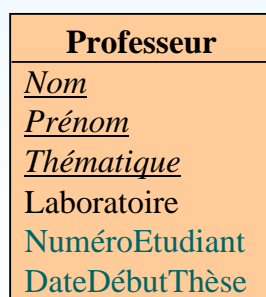 Professeur
Nom
Prénom
Thématique
Laboratoire
NuméroEtudiant
DateDébutThèse